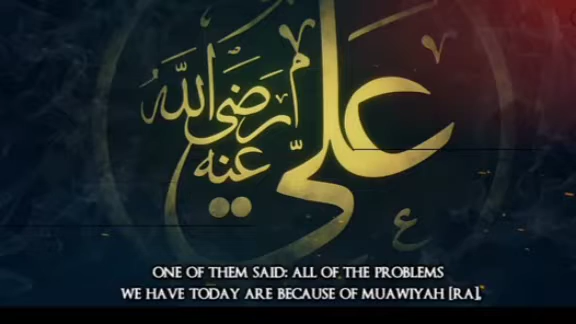 علي رضي الله عنه
ع
ONE OF THEM SAID: ALL OF THE PROBLEMS
WE HAVE TODAY ARE BECAUSE OF MUAWIYAH [RA],